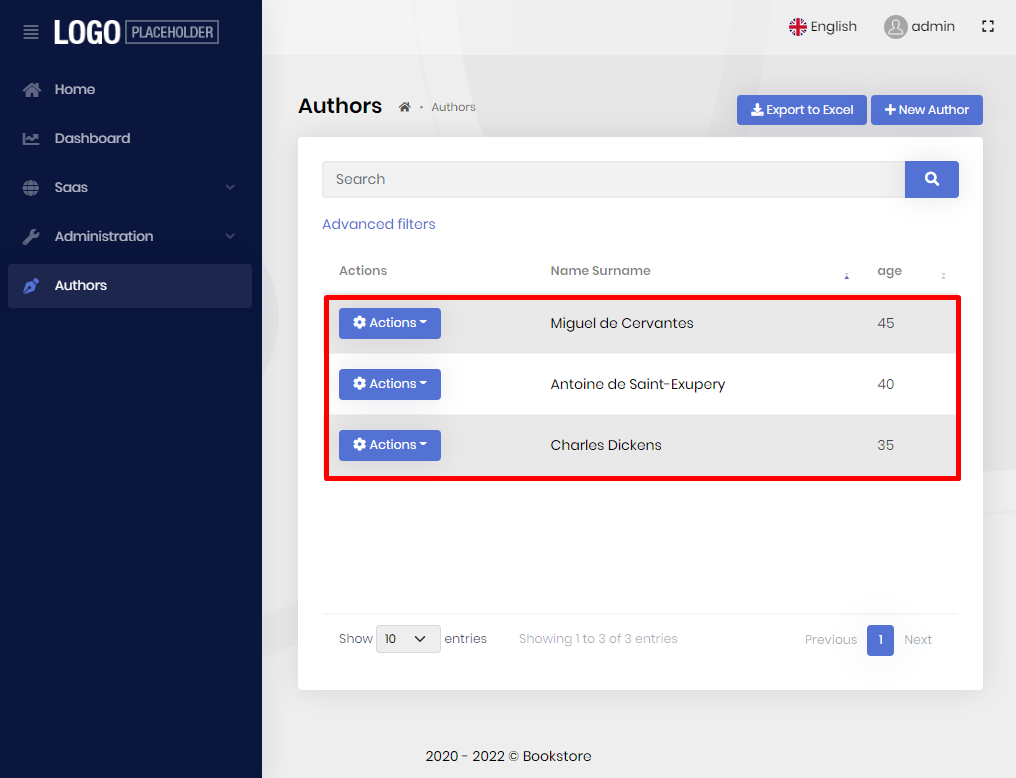 LOGO PLACEHOLDER
English
admin
Home
Dashboard
Saas
Administration
Authors
Authors
Authors
Export to Excel
New Author
Search
Advanced filters
Actions Name Surname age
Actions Miguel de Cervantes 45
Actions Antoine de Saint-Exupery 40
Actions Charles Dickens 35
Show 10 entries Showing 1 to 3 of 3 entries Previous 1 Next
2020 - 2022 © Bookstore